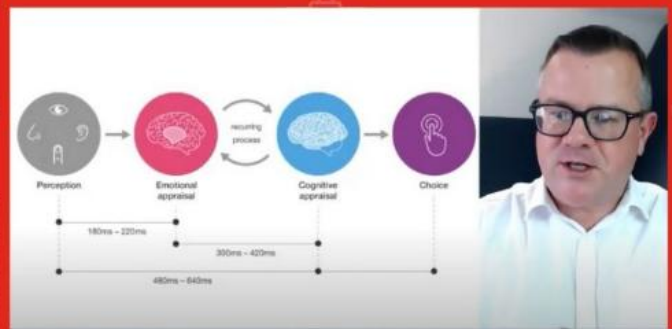 recurring
process
Perception
Emotional
appraisal
Cognitive
appraisal
Choice
180ms – 220ms
300ms – 420ms
480ms – 640ms